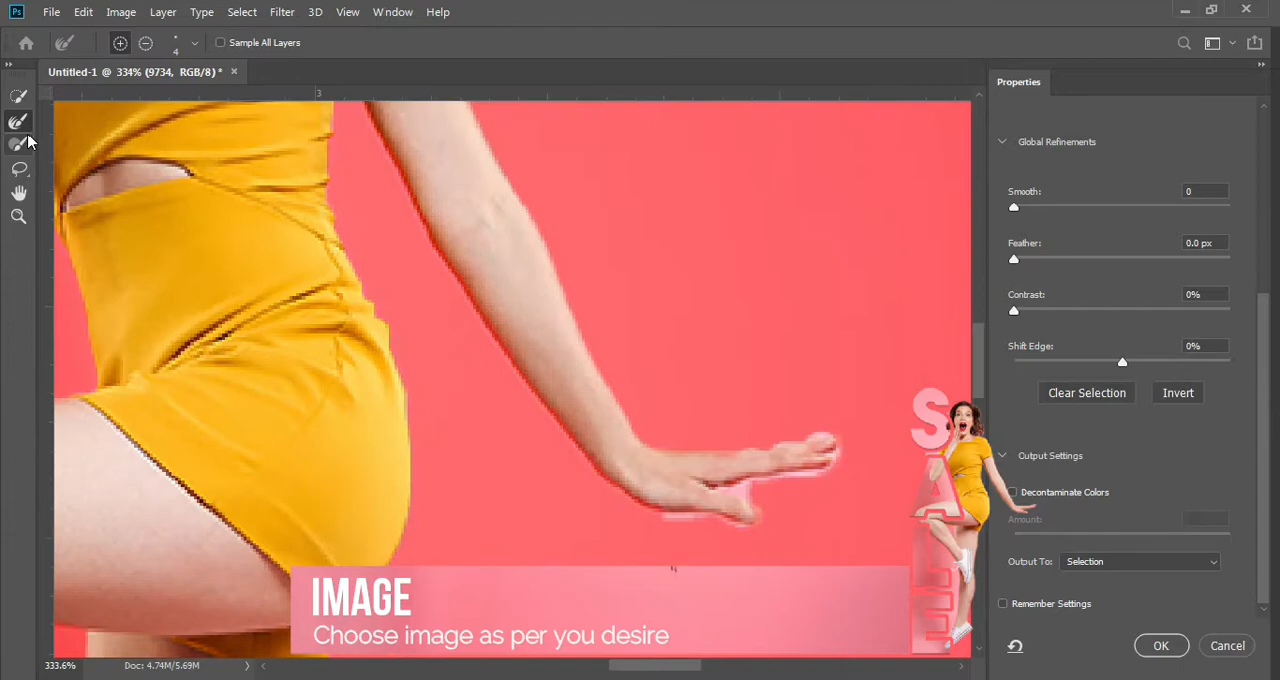 Ps File Edit Image Layer Type Select Filter 3D View Window Help
4 Sample All Layers
Untitled-1 @ 334% (9734, RGB/8) *
Properties
3
Global Refinements
Smooth: 0
Feather: 0.0 px
Contrast: 0%
Shift Edge: 0%
Clear Selection Invert
SALE
Output Settings
Decontaminate Colors
Amount:
Output To: Selection
Remember Settings
IMAGE
Choose image as per you desire
OK Cancel
333.6% Doc: 4.74M/5.69M